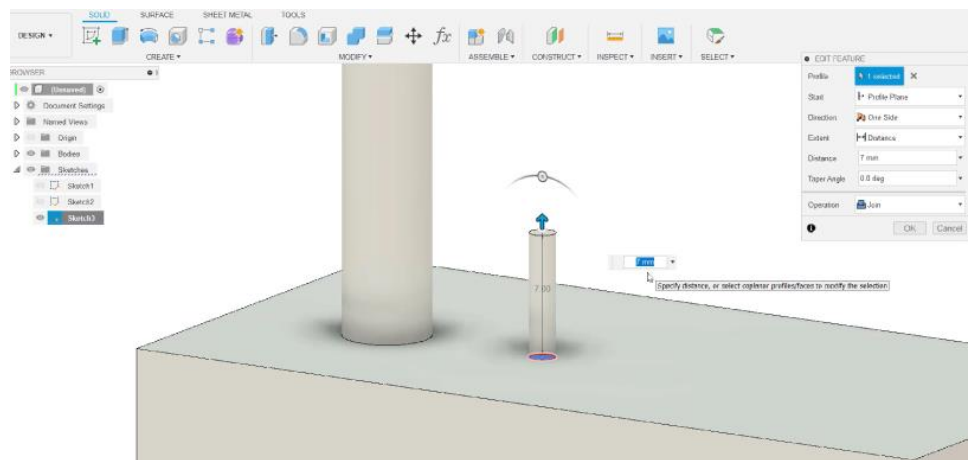 SOLID SURFACE SHEET METAL TOOLS
DESIGN ▾
CREATE ▾ MODIFY ▾ ASSEMBLE ▾ CONSTRUCT ▾ INSPECT ▾ INSERT ▾ SELECT ▾
BROWSER
(Unsaved)
Document Settings
Named Views
Origin
Bodies
Sketches
Sketch1
Sketch2
Sketch3
EDIT FEATURE
Profile 1 selected
Start Profile Plane
Direction One Side
Extent Distance
Distance 7 mm
Taper Angle 0.0 deg
Operation Join
OK Cancel
7 mm
Specify distance, or select coplanar profiles/faces to modify the selection
7.00